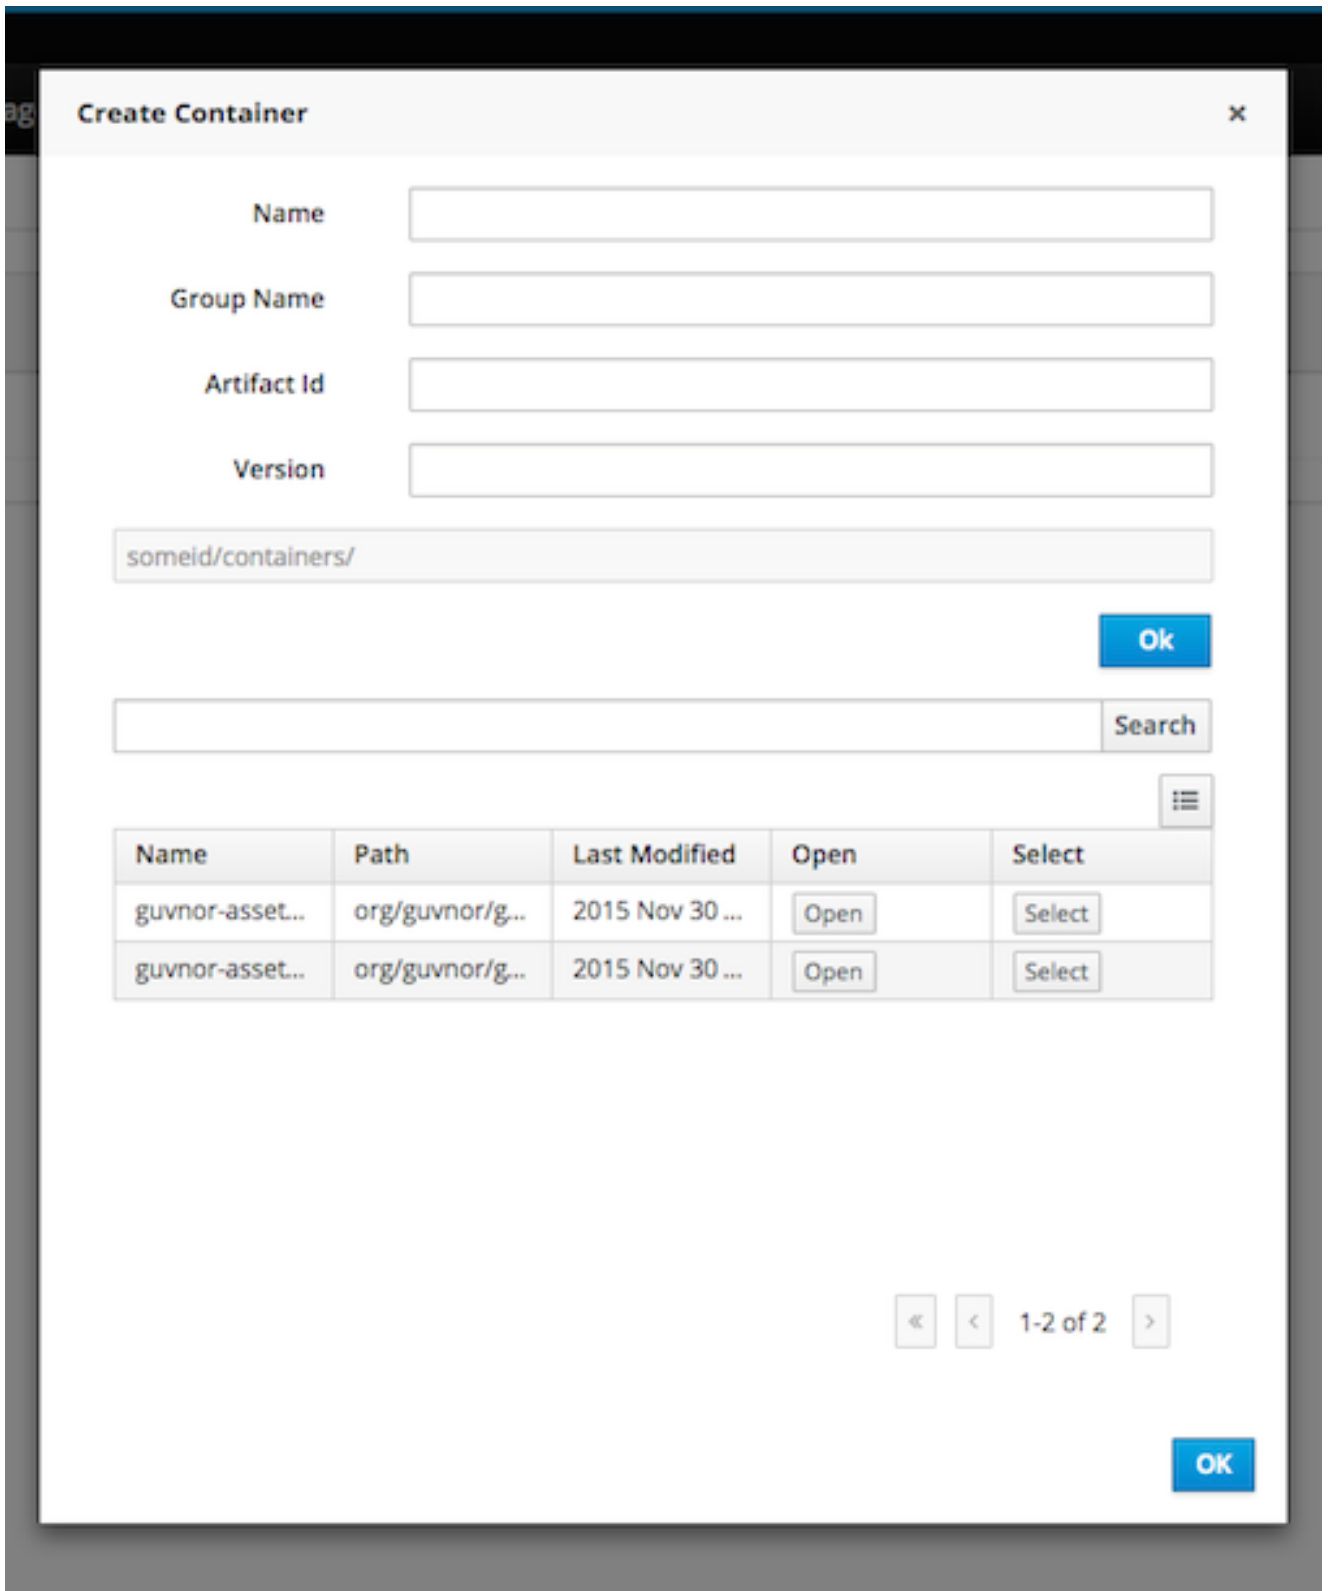 ag
Create Container ×
Name
Group Name
Artifact Id
Version
someid/containers/
Ok
Search
Name Path Last Modified Open Select
guvnor-asset... org/guvnor/g... 2015 Nov 30 ... Open Select
guvnor-asset... org/guvnor/g... 2015 Nov 30 ... Open Select
« ‹ 1-2 of 2 ›
OK